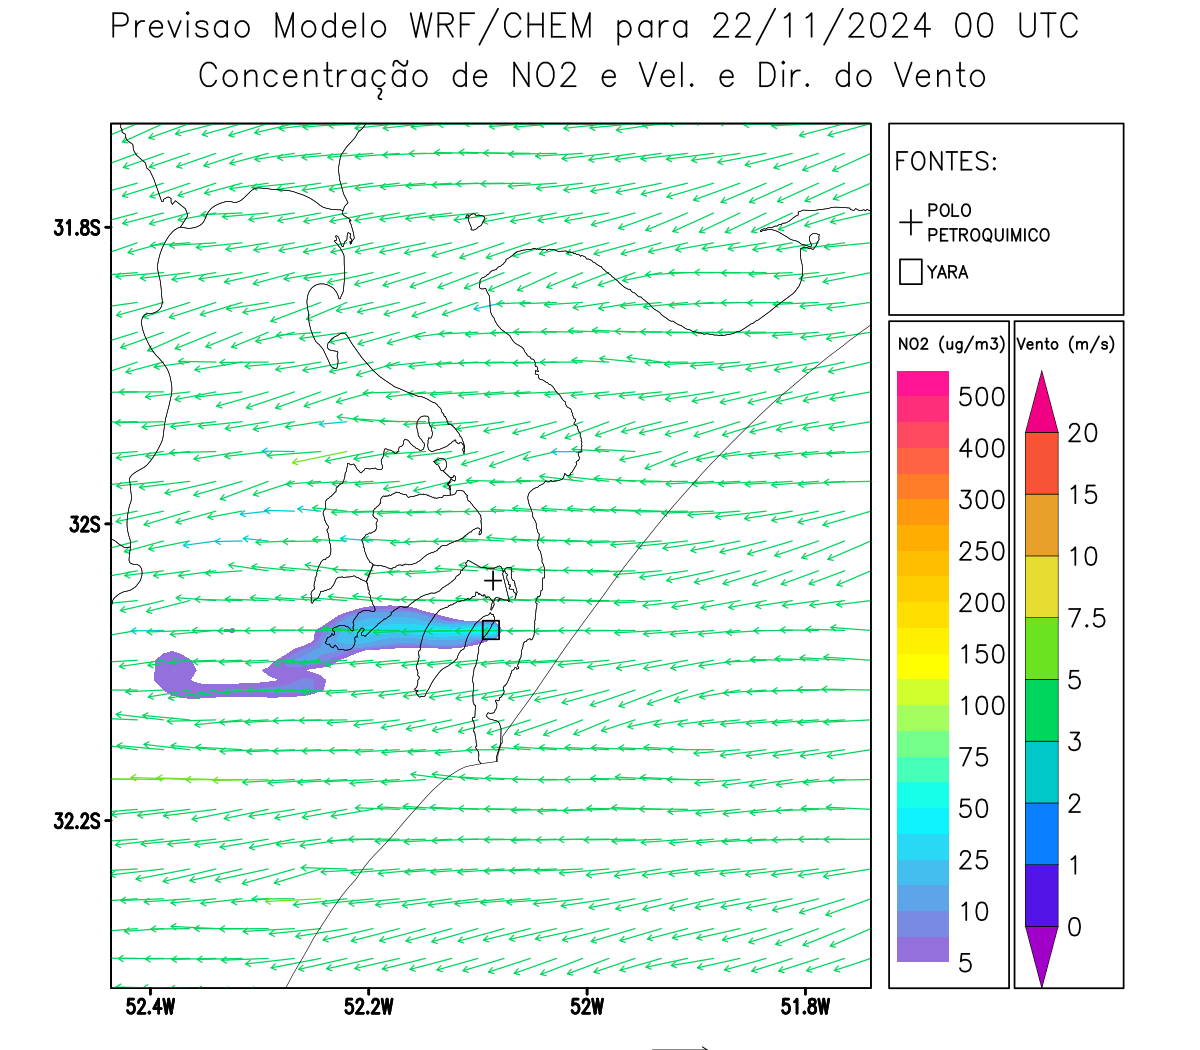 Previsao Modelo WRF/CHEM para 22/11/2024 00 UTC
Concentração de NO2 e Vel. e Dir. do Vento
FONTES:
POLO
PETROQUIMICO
YARA
NO2 (ug/m3)
500
400
300
250
200
150
100
75
50
25
10
5
Vento (m/s)
20
15
10
7.5
5
3
2
1
0
31.8S
32S
32.2S
52.4W
52.2W
52W
51.8W